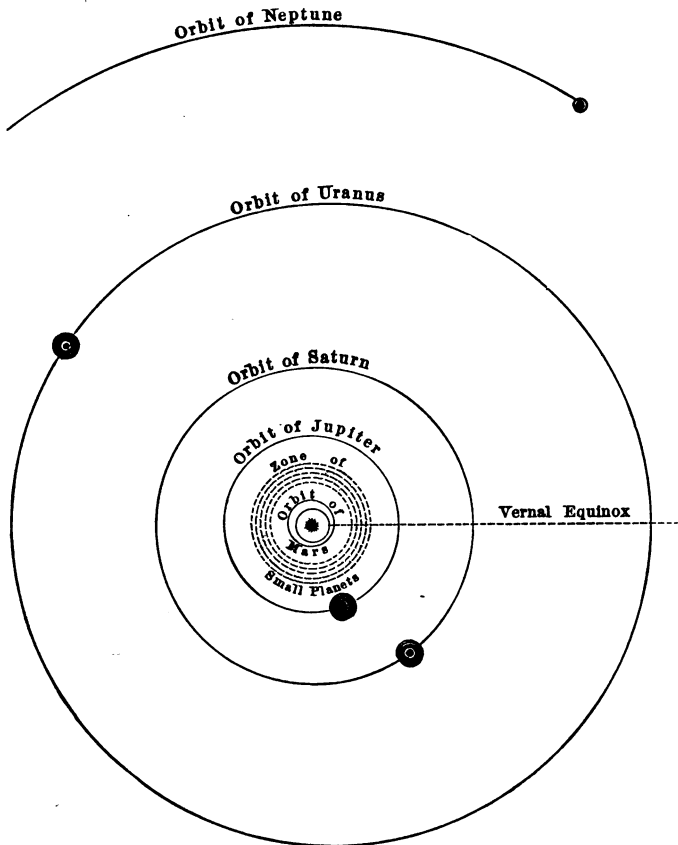 Orbit of Neptune
Orbit of Uranus
Orbit of Saturn
Orbit of Jupiter
Zone of
Orbit of
Mars
Small Planets
Vernal Equinox